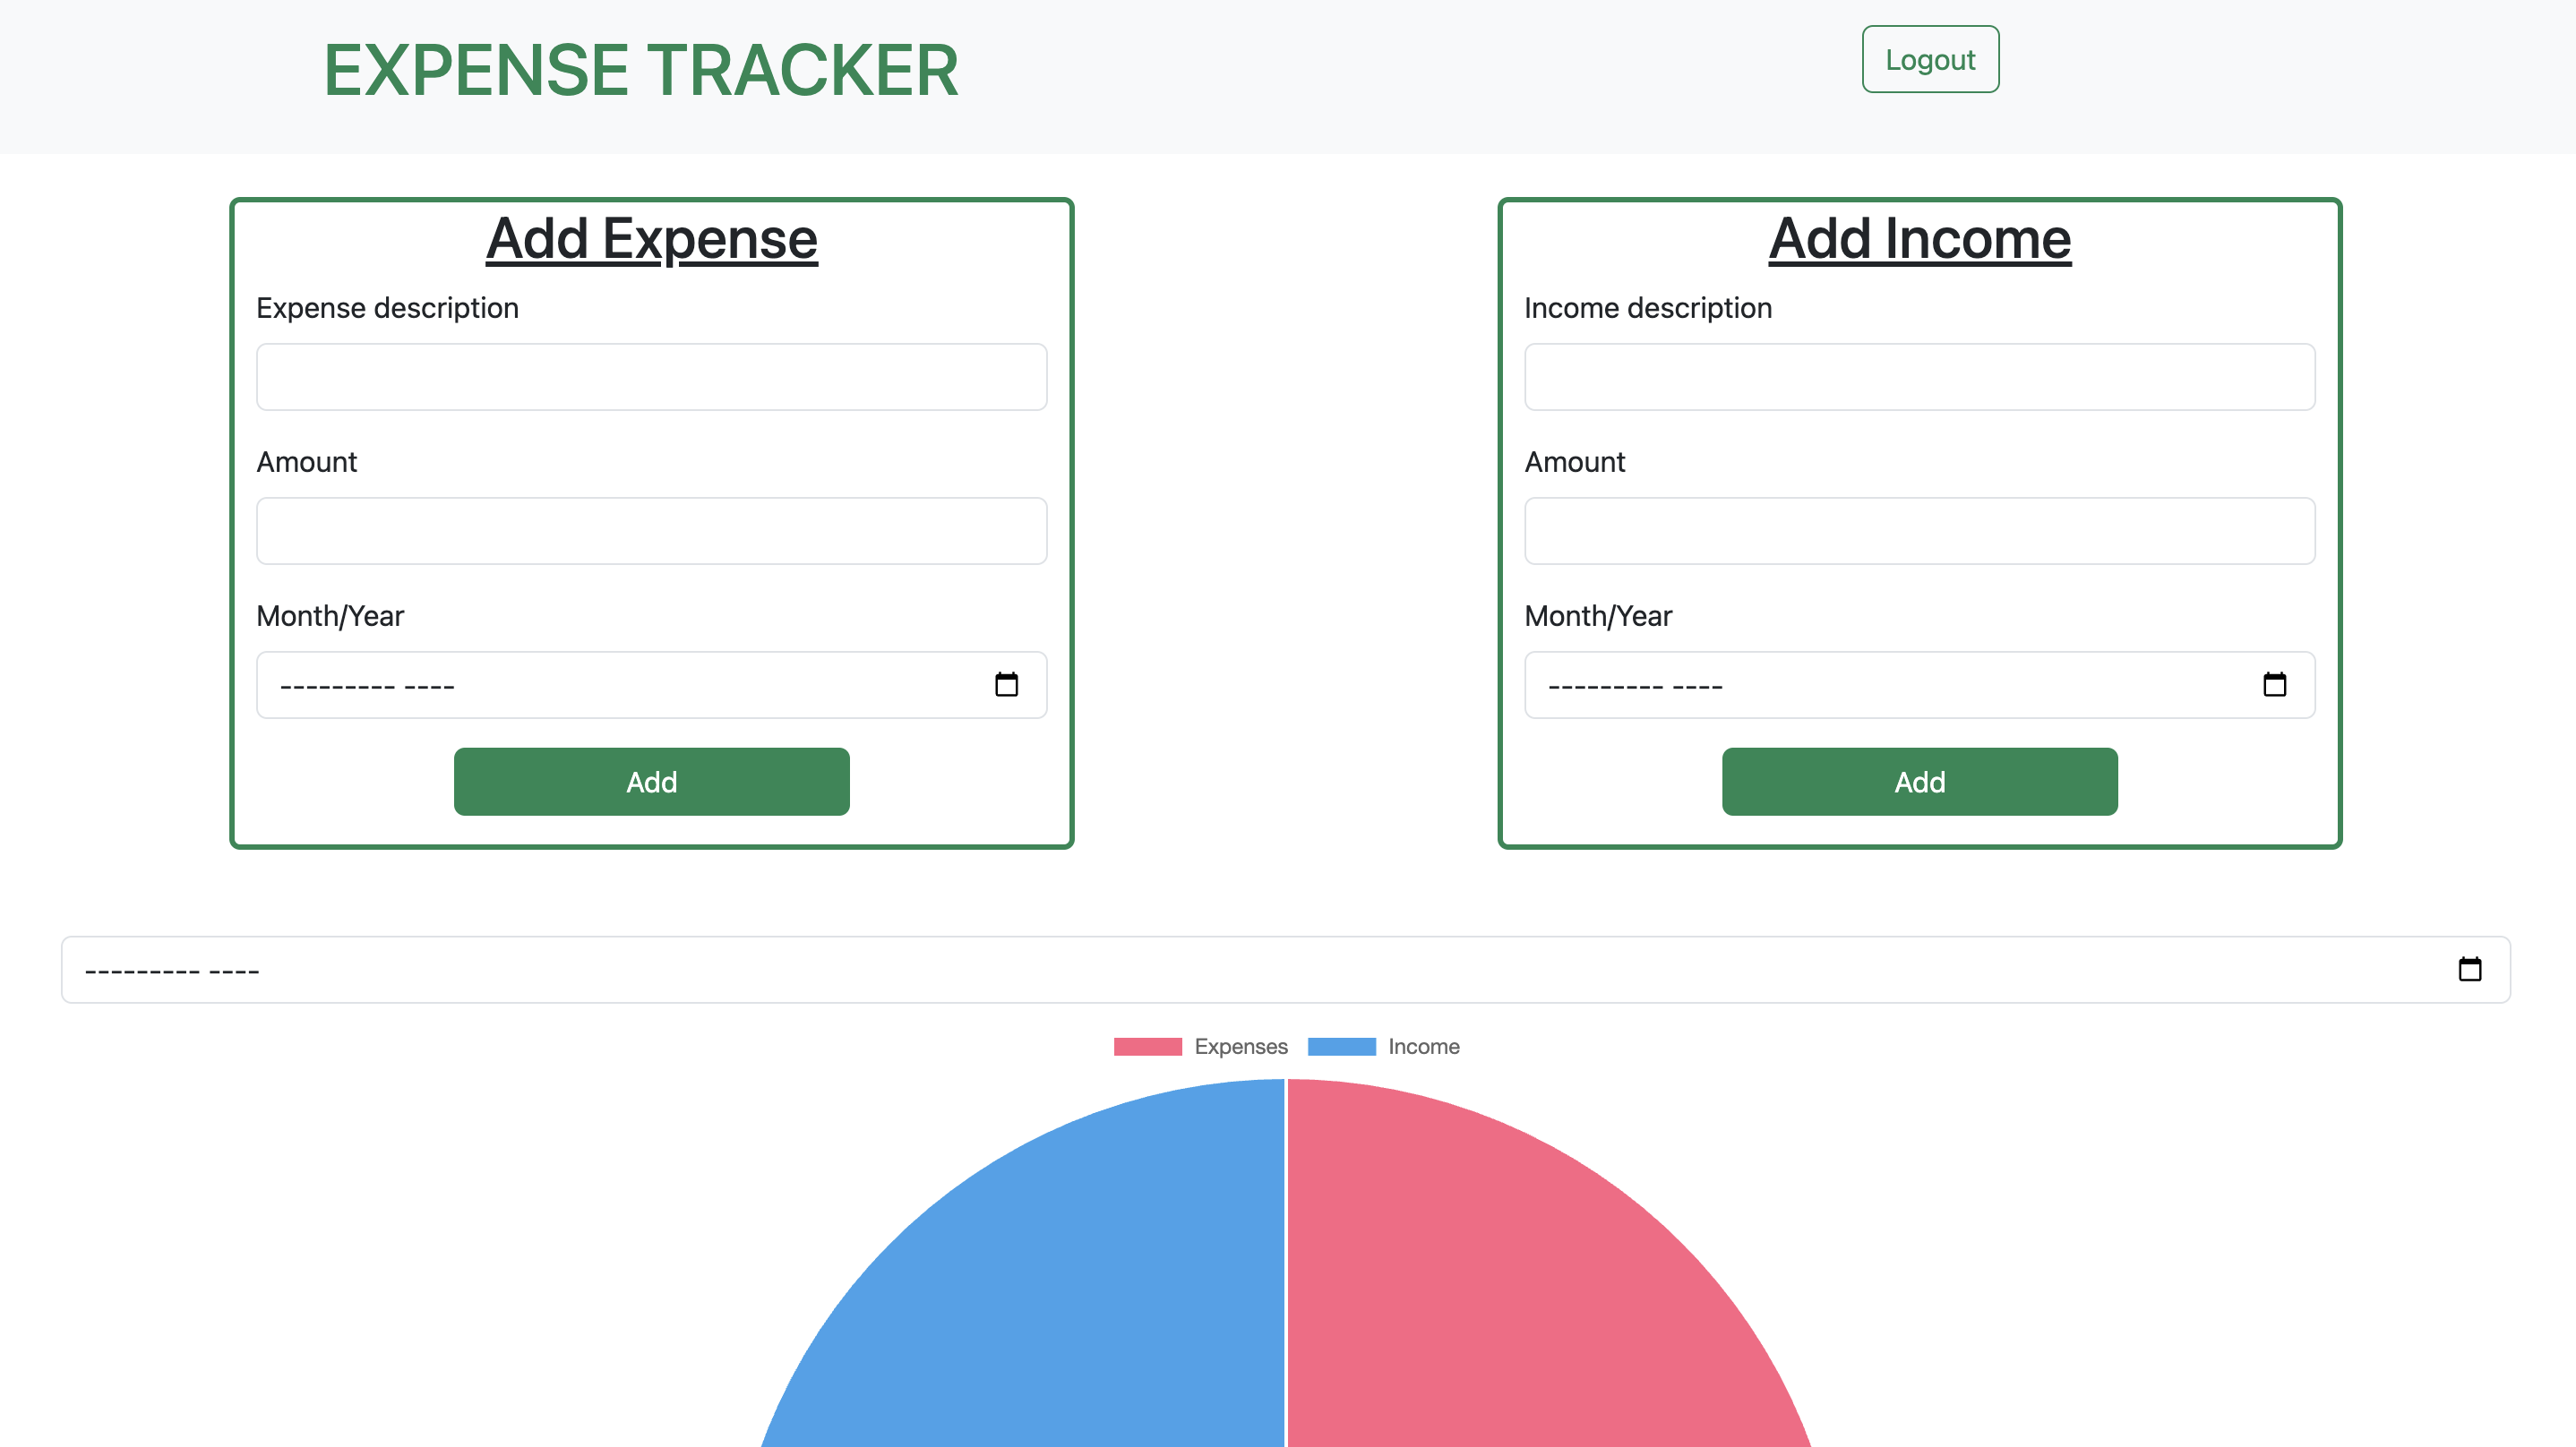 EXPENSE TRACKER
Logout
Add Expense
Expense description
Amount
Month/Year
--------- ----
Add
Add Income
Income description
Amount
Month/Year
--------- ----
Add
--------- ----
Expenses
Income